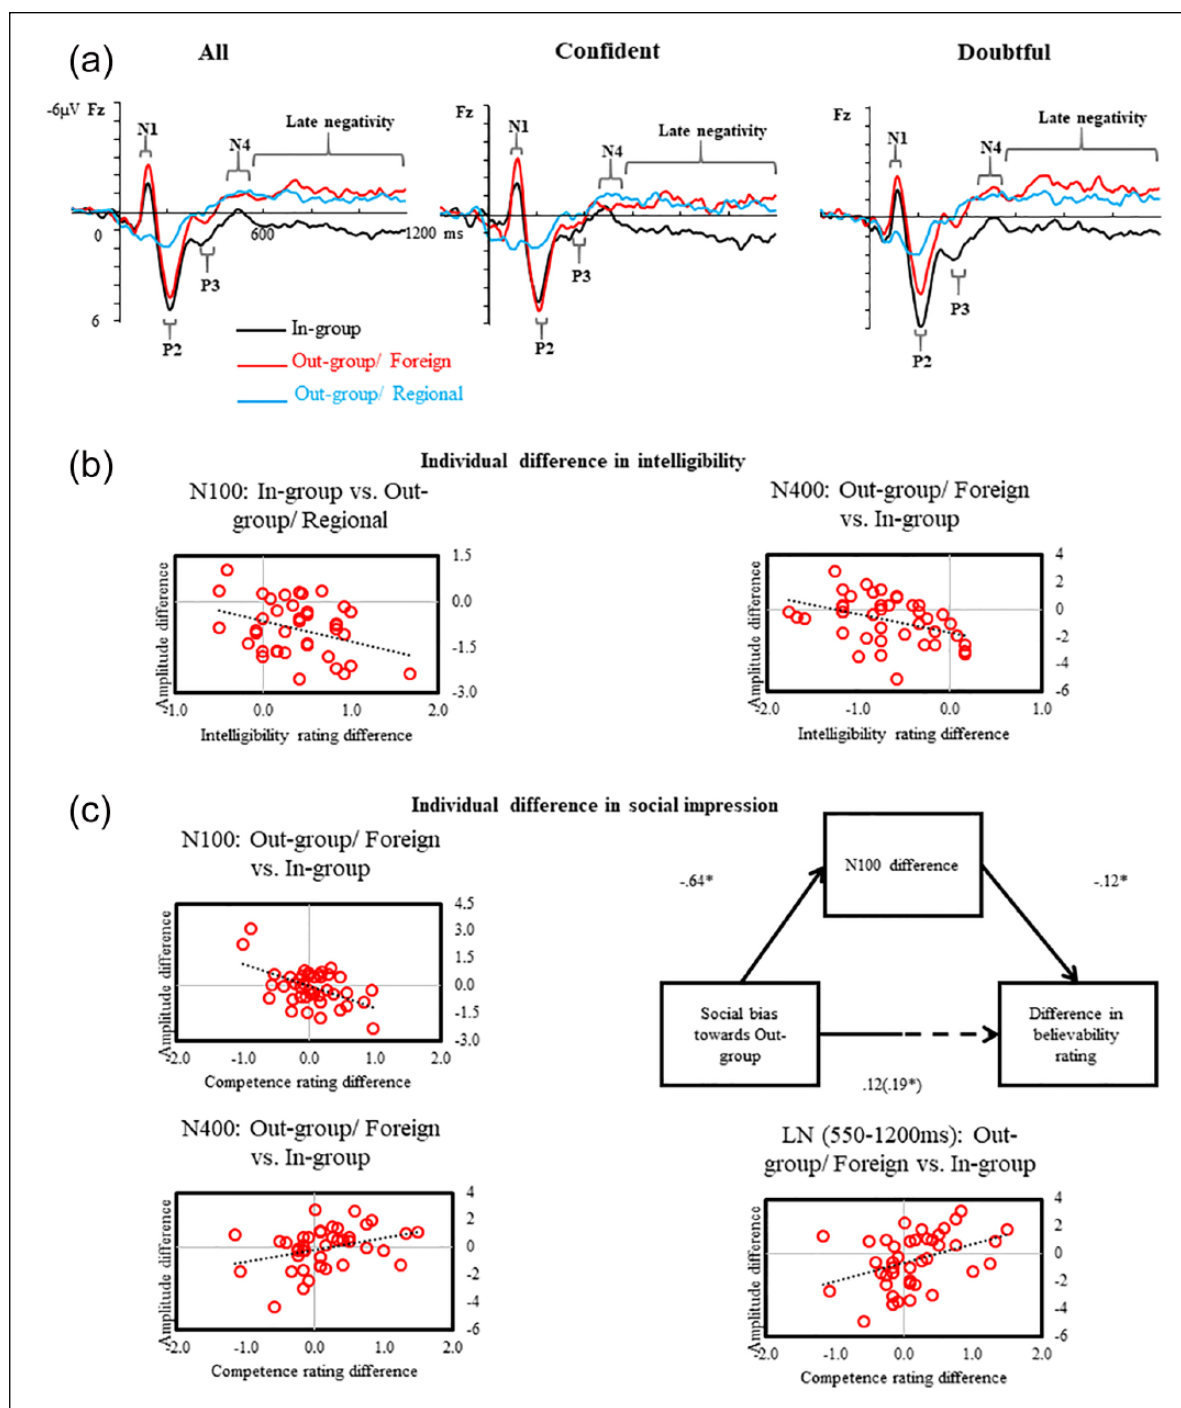 (a)
All
Confident
Doubtful
-6μV Fz
N1
N4
Late negativity
0
600
1200 ms
P3
6
P2
Fz
N1
N4
Late negativity
P3
P2
Fz
N1
N4
Late negativity
P3
P2
In-group
Out-group/ Foreign
Out-group/ Regional
(b)
Individual difference in intelligibility
N100: In-group vs. Out-
group/ Regional
Amplitude difference
1.5
0.0
-1.5
-3.0
-1.0 0.0 1.0 2.0
Intelligibility rating difference
N400: Out-group/ Foreign
vs. In-group
Amplitude difference
4
2
0
-2
-4
-6
-2.0 -1.0 0.0 1.0
Intelligibility rating difference
(c)
Individual difference in social impression
N100: Out-group/ Foreign
vs. In-group
Amplitude difference
4.5
3.0
1.5
0.0
-1.5
-3.0
-2.0 -1.0 0.0 1.0 2.0
Competence rating difference
N100 difference
-.64*
-.12*
Social bias
towards Out-
group
Difference in
believability
rating
.12(.19*)
N400: Out-group/ Foreign
vs. In-group
Amplitude difference
4
2
0
-2
-4
-6
-2.0 -1.0 0.0 1.0 2.0
Competence rating difference
LN (550-1200ms): Out-
group/ Foreign vs. In-group
Amplitude difference
4
2
0
-2
-4
-6
-2.0 -1.0 0.0 1.0 2.0
Competence rating difference